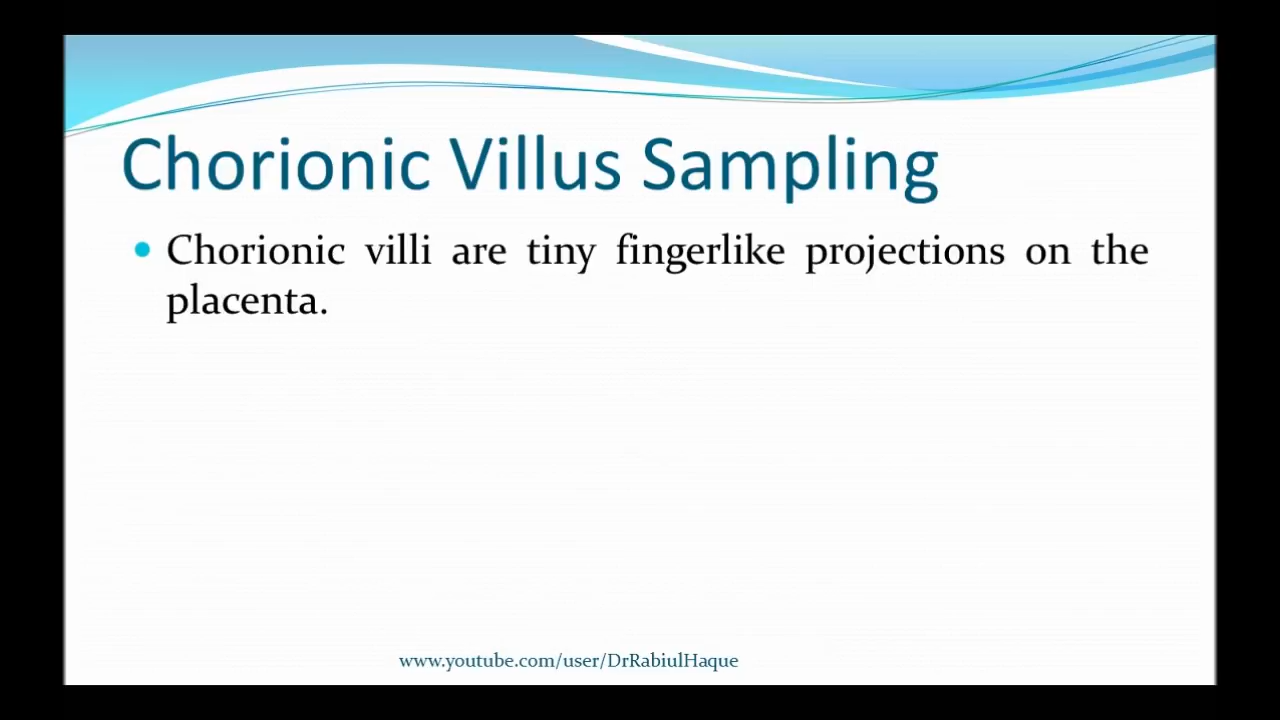 Chorionic Villus Sampling
• Chorionic villi are tiny fingerlike projections on the
placenta.
www.youtube.com/user/DrRabiulHaque